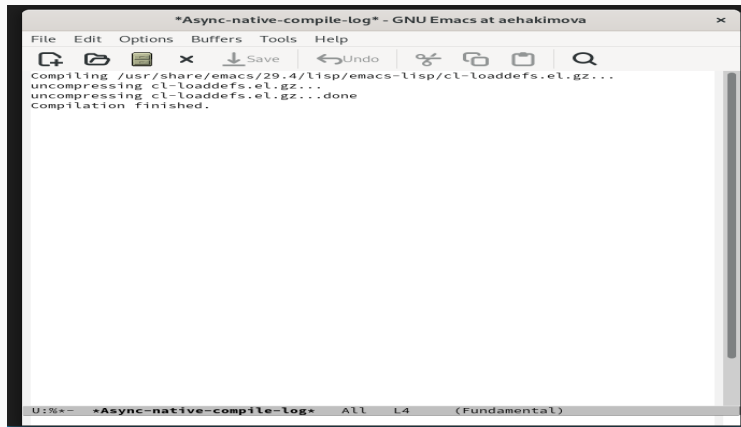 *Async-native-compile-log* - GNU Emacs at aehakimova
File Edit Options Buffers Tools Help
Save Undo
Compiling /usr/share/emacs/29.4/lisp/emacs-lisp/cl-loaddefs.el.gz...
uncompressing cl-loaddefs.el.gz...
uncompressing cl-loaddefs.el.gz...done
Compilation finished.
U:%*- *Async-native-compile-log* All L4 (Fundamental)